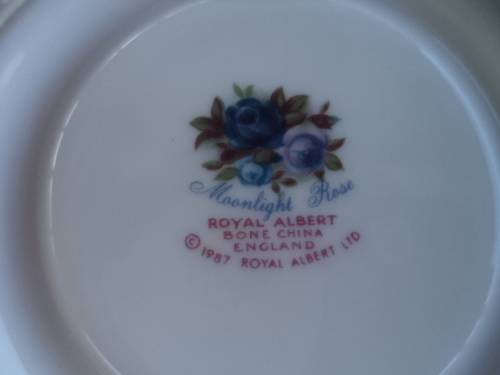 Moonlight Rose
ROYAL ALBERT
BONE CHINA
ENGLAND
© 1987 ROYAL ALBERT LTD